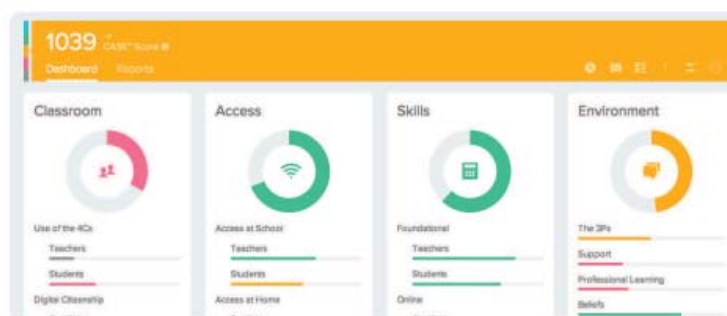 1039
CASE™ Score
Dashboard Reports
Classroom
Use of the 4Cs
Teachers
Students
Digital Citizenship
Access
Access at School
Teachers
Students
Access at Home
Skills
Foundational
Teachers
Students
Online
Environment
The 3Ps
Support
Professional Learning
Beliefs